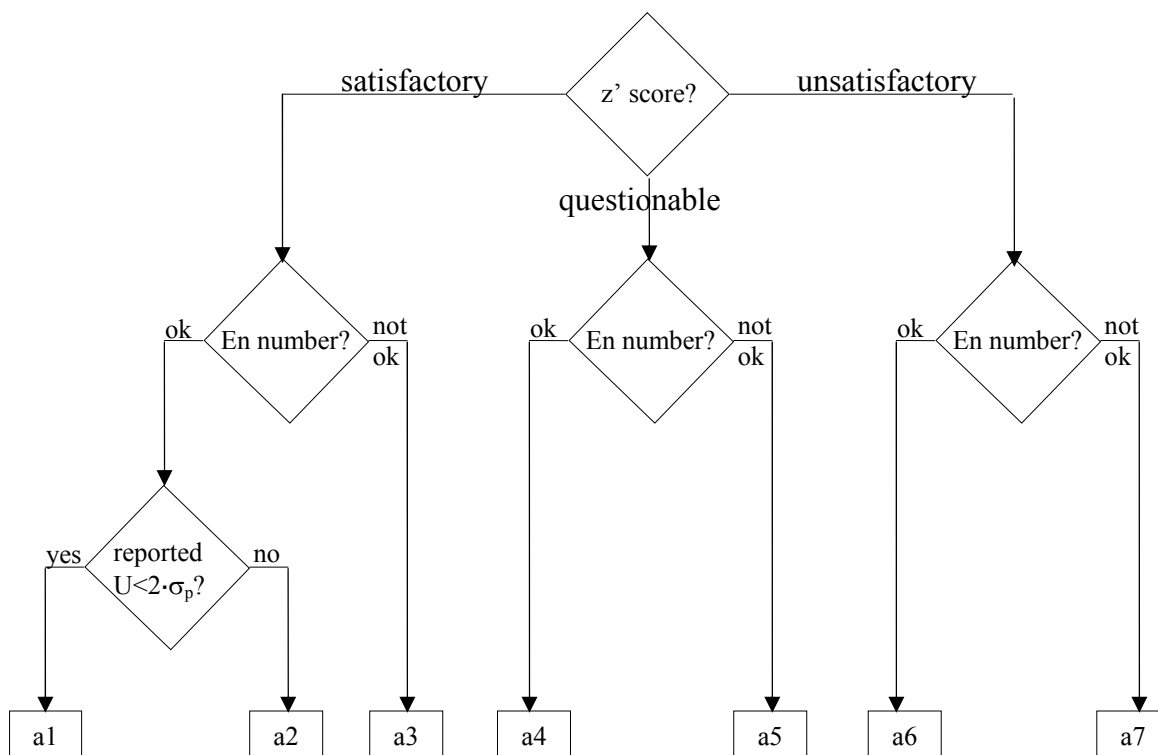 satisfactory
z’ score?
unsatisfactory
questionable
ok
En number?
not
ok
ok
En number?
not
ok
ok
En number?
not
ok
yes
reported
U<2·σp?
no
a1
a2
a3
a4
a5
a6
a7